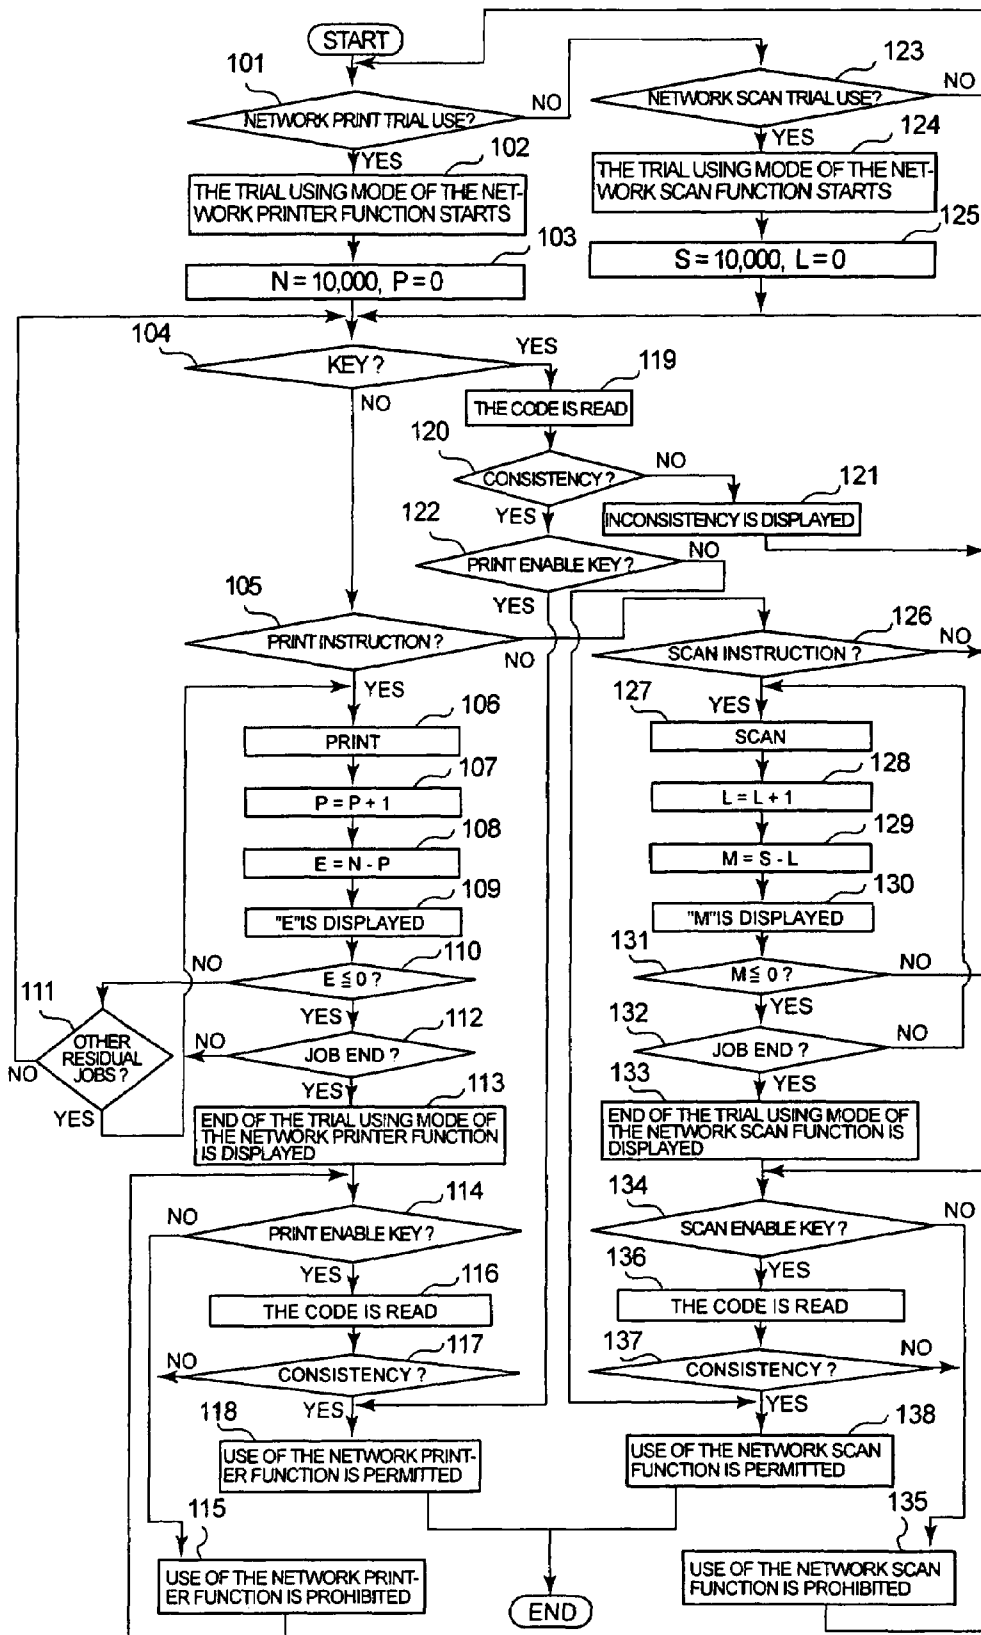 START
101
NETWORK PRINT TRIAL USE?
NO
YES
102
THE TRIAL USING MODE OF THE NET-
WORK PRINTER FUNCTION STARTS
103
N = 10,000, P = 0
123
NETWORK SCAN TRIAL USE?
NO
YES
124
THE TRIAL USING MODE OF THE NET-
WORK SCAN FUNCTION STARTS
125
S = 10,000, L = 0
104
KEY ?
YES
NO
119
THE CODE IS READ
120
CONSISTENCY ?
NO
YES
121
INCONSISTENCY IS DISPLAYED
122
PRINT ENABLE KEY ?
NO
YES
105
PRINT INSTRUCTION ?
NO
YES
106
PRINT
107
P = P + 1
108
E = N - P
109
"E"IS DISPLAYED
110
E ≦ 0 ?
NO
YES
111
OTHER
RESIDUAL
JOBS ?
NO
YES
112
JOB END ?
NO
YES
113
END OF THE TRIAL USING MODE OF
THE NETWORK PRINTER FUNCTION
IS DISPLAYED
114
PRINT ENABLE KEY ?
NO
YES
116
THE CODE IS READ
117
CONSISTENCY ?
NO
YES
118
USE OF THE NETWORK PRINT-
ER FUNCTION IS PERMITTED
115
USE OF THE NETWORK PRINT-
ER FUNCTION IS PROHIBITED
126
SCAN INSTRUCTION ?
NO
YES
127
SCAN
128
L = L + 1
129
M = S - L
130
"M"IS DISPLAYED
131
M ≦ 0 ?
NO
YES
132
JOB END ?
NO
YES
133
END OF THE TRIAL USING MODE OF
THE NETWORK SCAN FUNCTION IS
DISPLAYED
134
SCAN ENABLE KEY ?
NO
YES
136
THE CODE IS READ
137
CONSISTENCY ?
NO
YES
138
USE OF THE NETWORK SCAN
FUNCTION IS PERMITTED
135
USE OF THE NETWORK SCAN
FUNCTION IS PROHIBITED
END